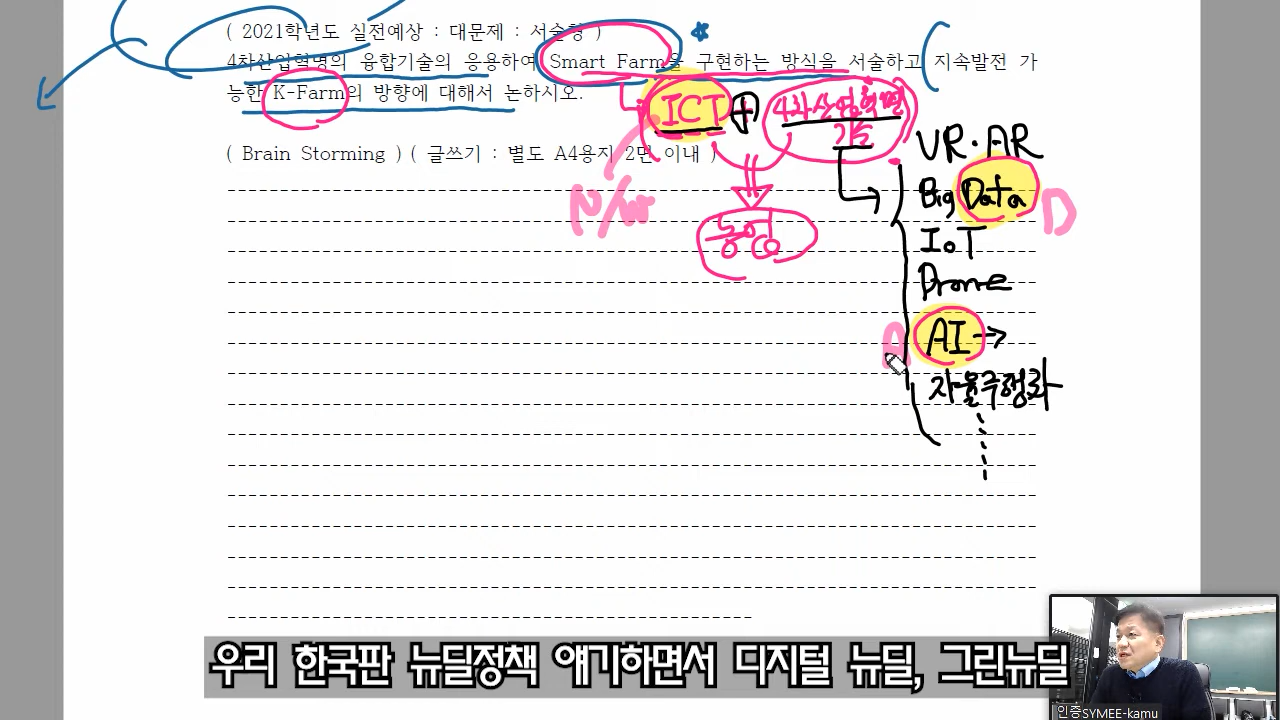 ( 2021학년도 실전예상 : 대문제 : 서술형 )
4차산업혁명의 융합기술의 응용하여 Smart Farm을 구현하는 방식을 서술하고 지속발전 가
능한 K-Farm의 방향에 대해서 논하시오.
ICT + 4차산업혁명
기술
( Brain Storming ) ( 글쓰기 : 별도 A4용지 2면 이내 )
VR·AR
Big Data
D
IoT
Drone
AI →
자율주행차
우리 한국판 뉴딜정책 얘기하면서 디지털 뉴딜, 그린뉴딜
인증SYMEE-kamu